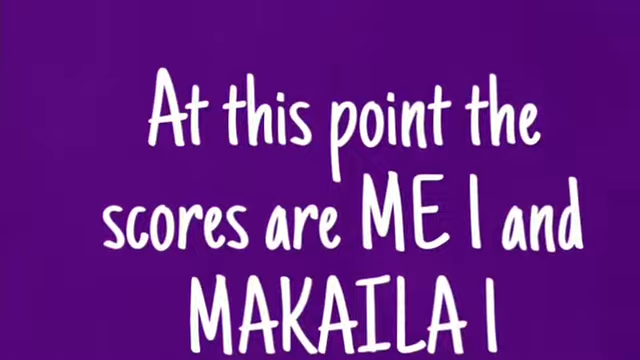 At this point the
scores are ME 1 and
MAKAILA 1